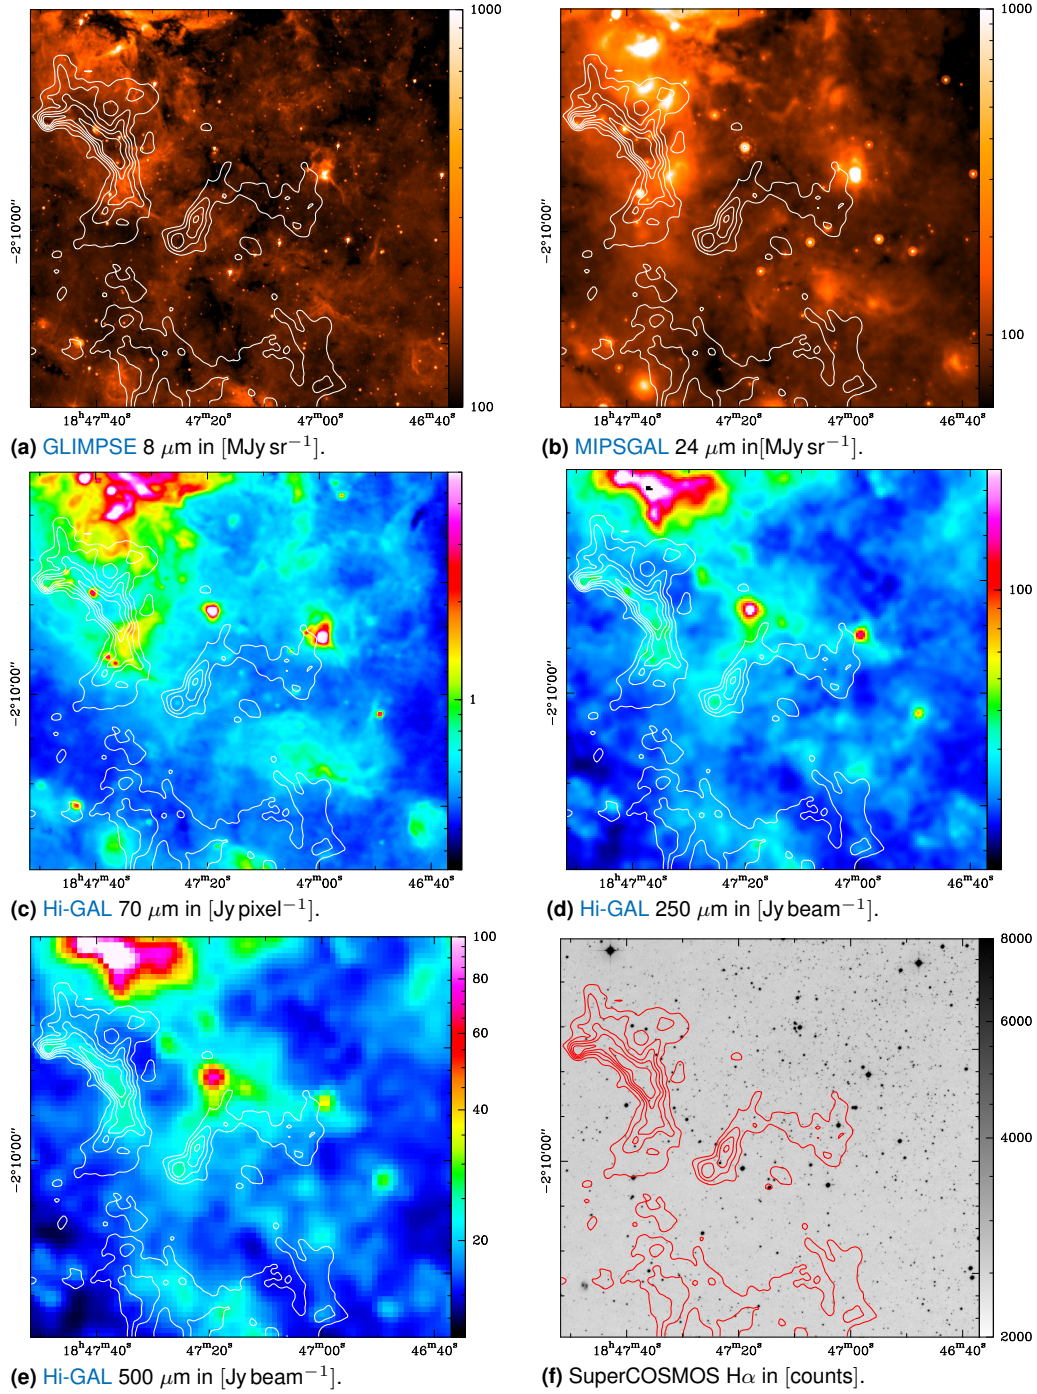 1000
1000
−2°10'00"
−2°10'00"
100
100
18ʰ47ᵐ40ˢ 47ᵐ20ˢ 47ᵐ00ˢ 46ᵐ40ˢ
18ʰ47ᵐ40ˢ 47ᵐ20ˢ 47ᵐ00ˢ 46ᵐ40ˢ
(a) GLIMPSE 8 μm in [MJy sr⁻¹].
(b) MIPSGAL 24 μm in[MJy sr⁻¹].
−2°10'00"
1
−2°10'00"
100
18ʰ47ᵐ40ˢ 47ᵐ20ˢ 47ᵐ00ˢ 46ᵐ40ˢ
18ʰ47ᵐ40ˢ 47ᵐ20ˢ 47ᵐ00ˢ 46ᵐ40ˢ
(c) Hi-GAL 70 μm in [Jy pixel⁻¹].
(d) Hi-GAL 250 μm in [Jy beam⁻¹].
100
80
60
40
20
−2°10'00"
8000
6000
4000
2000
−2°10'00"
18ʰ47ᵐ40ˢ 47ᵐ20ˢ 47ᵐ00ˢ 46ᵐ40ˢ
18ʰ47ᵐ40ˢ 47ᵐ20ˢ 47ᵐ00ˢ 46ᵐ40ˢ
(e) Hi-GAL 500 μm in [Jy beam⁻¹].
(f) SuperCOSMOS Hα in [counts].